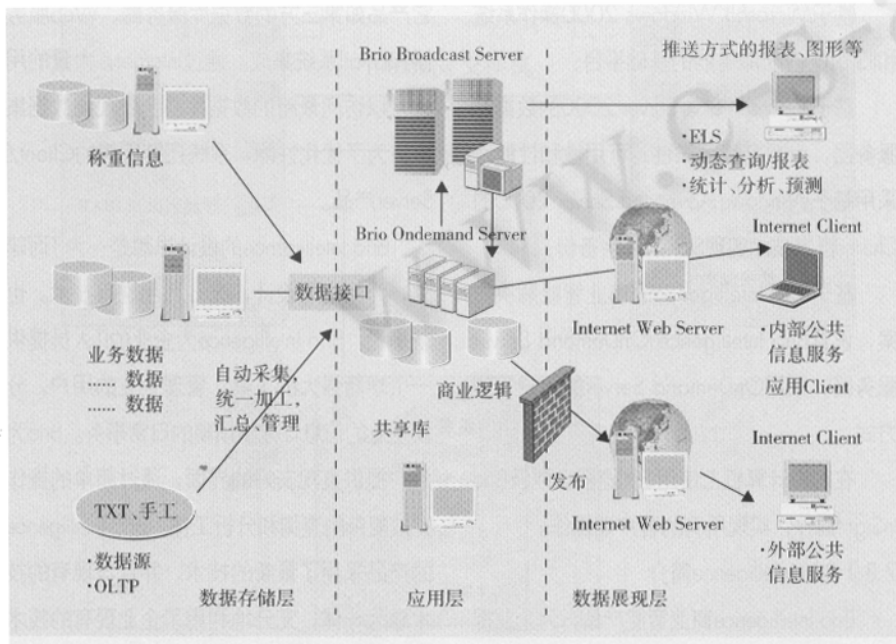 Brio Broadcast Server
推送方式的报表、图形等
·ELS
·动态查询/报表
·统计、分析、预测
称重信息
Brio Ondemand Server
Internet Client
数据接口
Internet Web Server
·内部公共
信息服务
应用Client
业务数据
…… 数据
…… 数据
自动采集,
统一加工,
汇总、管理
商业逻辑
共享库
Internet Client
发布
Internet Web Server
TXT、手工
·数据源
·OLTP
·外部公共
信息服务
数据存储层
应用层
数据展现层